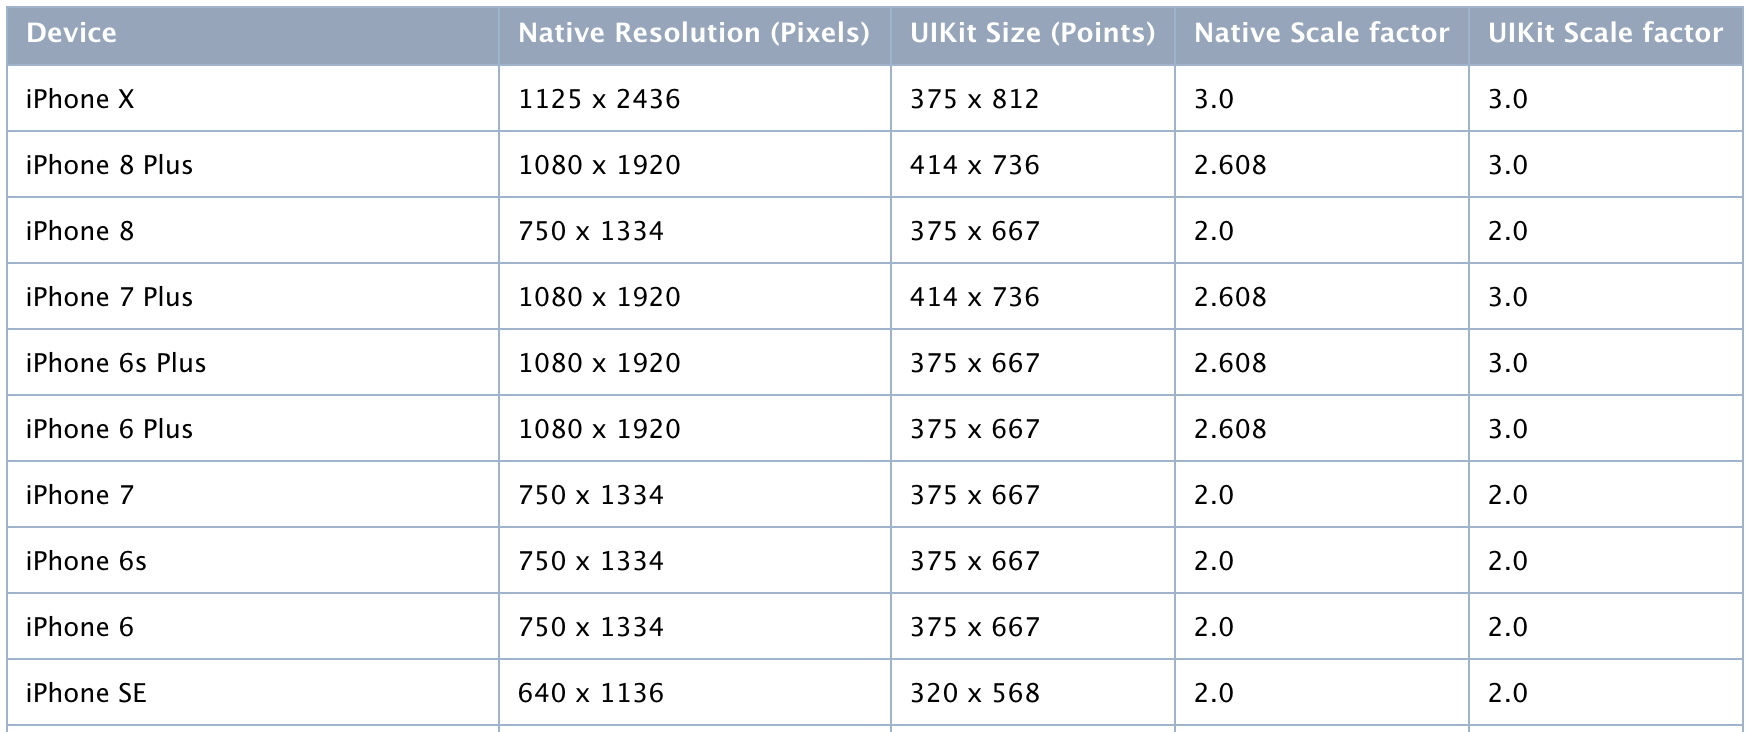 Device Native Resolution (Pixels) UIKit Size (Points) Native Scale factor UIKit Scale factor
iPhone X 1125 x 2436 375 x 812 3.0 3.0
iPhone 8 Plus 1080 x 1920 414 x 736 2.608 3.0
iPhone 8 750 x 1334 375 x 667 2.0 2.0
iPhone 7 Plus 1080 x 1920 414 x 736 2.608 3.0
iPhone 6s Plus 1080 x 1920 375 x 667 2.608 3.0
iPhone 6 Plus 1080 x 1920 375 x 667 2.608 3.0
iPhone 7 750 x 1334 375 x 667 2.0 2.0
iPhone 6s 750 x 1334 375 x 667 2.0 2.0
iPhone 6 750 x 1334 375 x 667 2.0 2.0
iPhone SE 640 x 1136 320 x 568 2.0 2.0